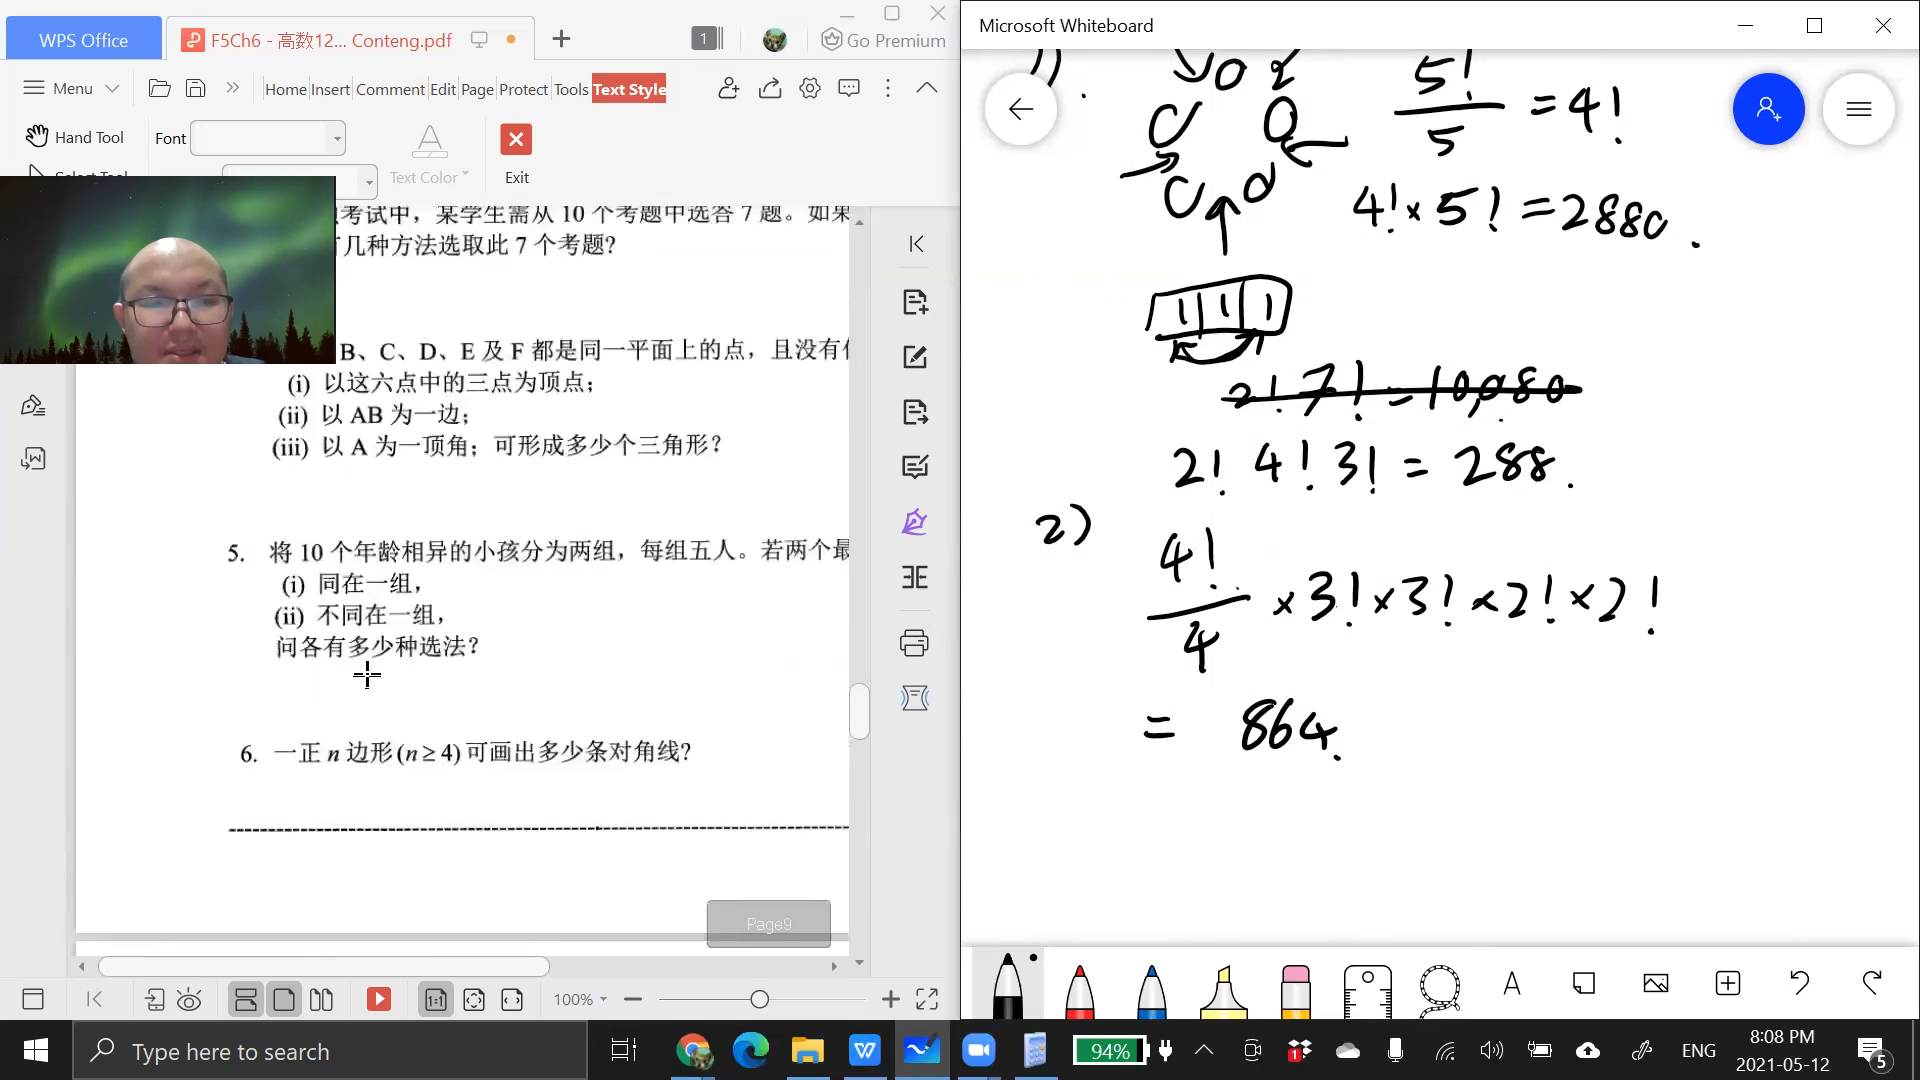 WPS Office
F5Ch6 - 高数12... Conteng.pdf
1
Go Premium
Menu
Home Insert Comment Edit Page Protect Tools Text Style
Hand Tool
Font
Select Tool
Text Color
Exit
考试中，某学生需从 10 个考题中选答 7 题。如果
几种方法选取此 7 个考题?
B、C、D、E 及 F 都是同一平面上的点，且没有
(i) 以这六点中的三点为顶点；
(ii) 以 AB 为一边；
(iii) 以 A 为一顶角；可形成多少个三角形?
5. 将 10 个年龄相异的小孩分为两组，每组五人。若两个最
(i) 同在一组，
(ii) 不同在一组，
问各有多少种选法?
6. 一正 n 边形 (n ≥ 4) 可画出多少条对角线?
Page9
100%
Microsoft Whiteboard
5!
5
= 4!
4! × 5! = 2880.
2! 7! = 10,080
2! 4! 3! = 288.
2)
4!
4
× 3! × 3! × 2! × 2!
= 864.
Type here to search
94%
1
ENG
8:08 PM
2021-05-12
5